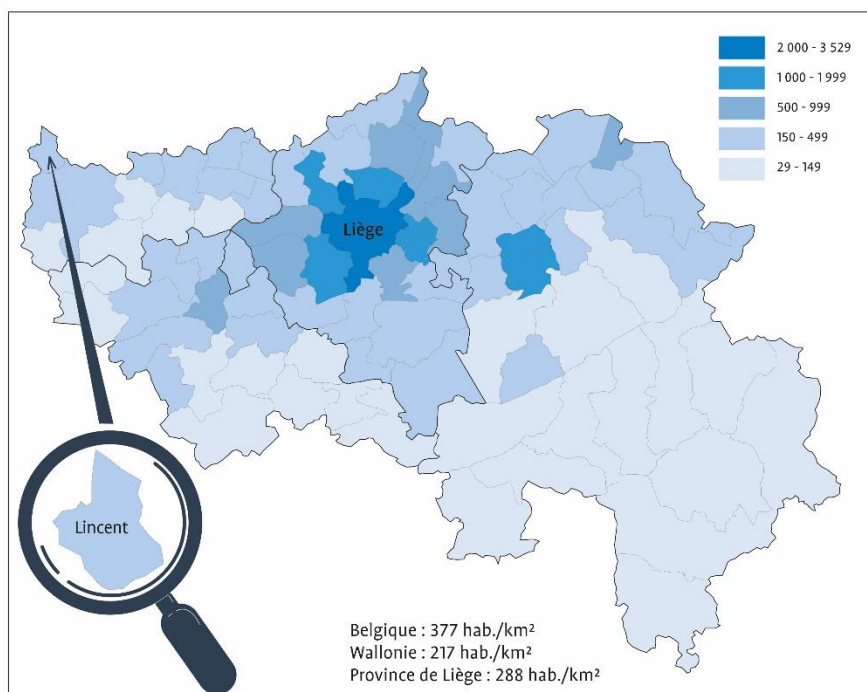 2 000 - 3 529
1 000 - 1 999
500 - 999
150 - 499
29 - 149
Liège
Lincent
Belgique : 377 hab./km²
Wallonie : 217 hab./km²
Province de Liège : 288 hab./km²